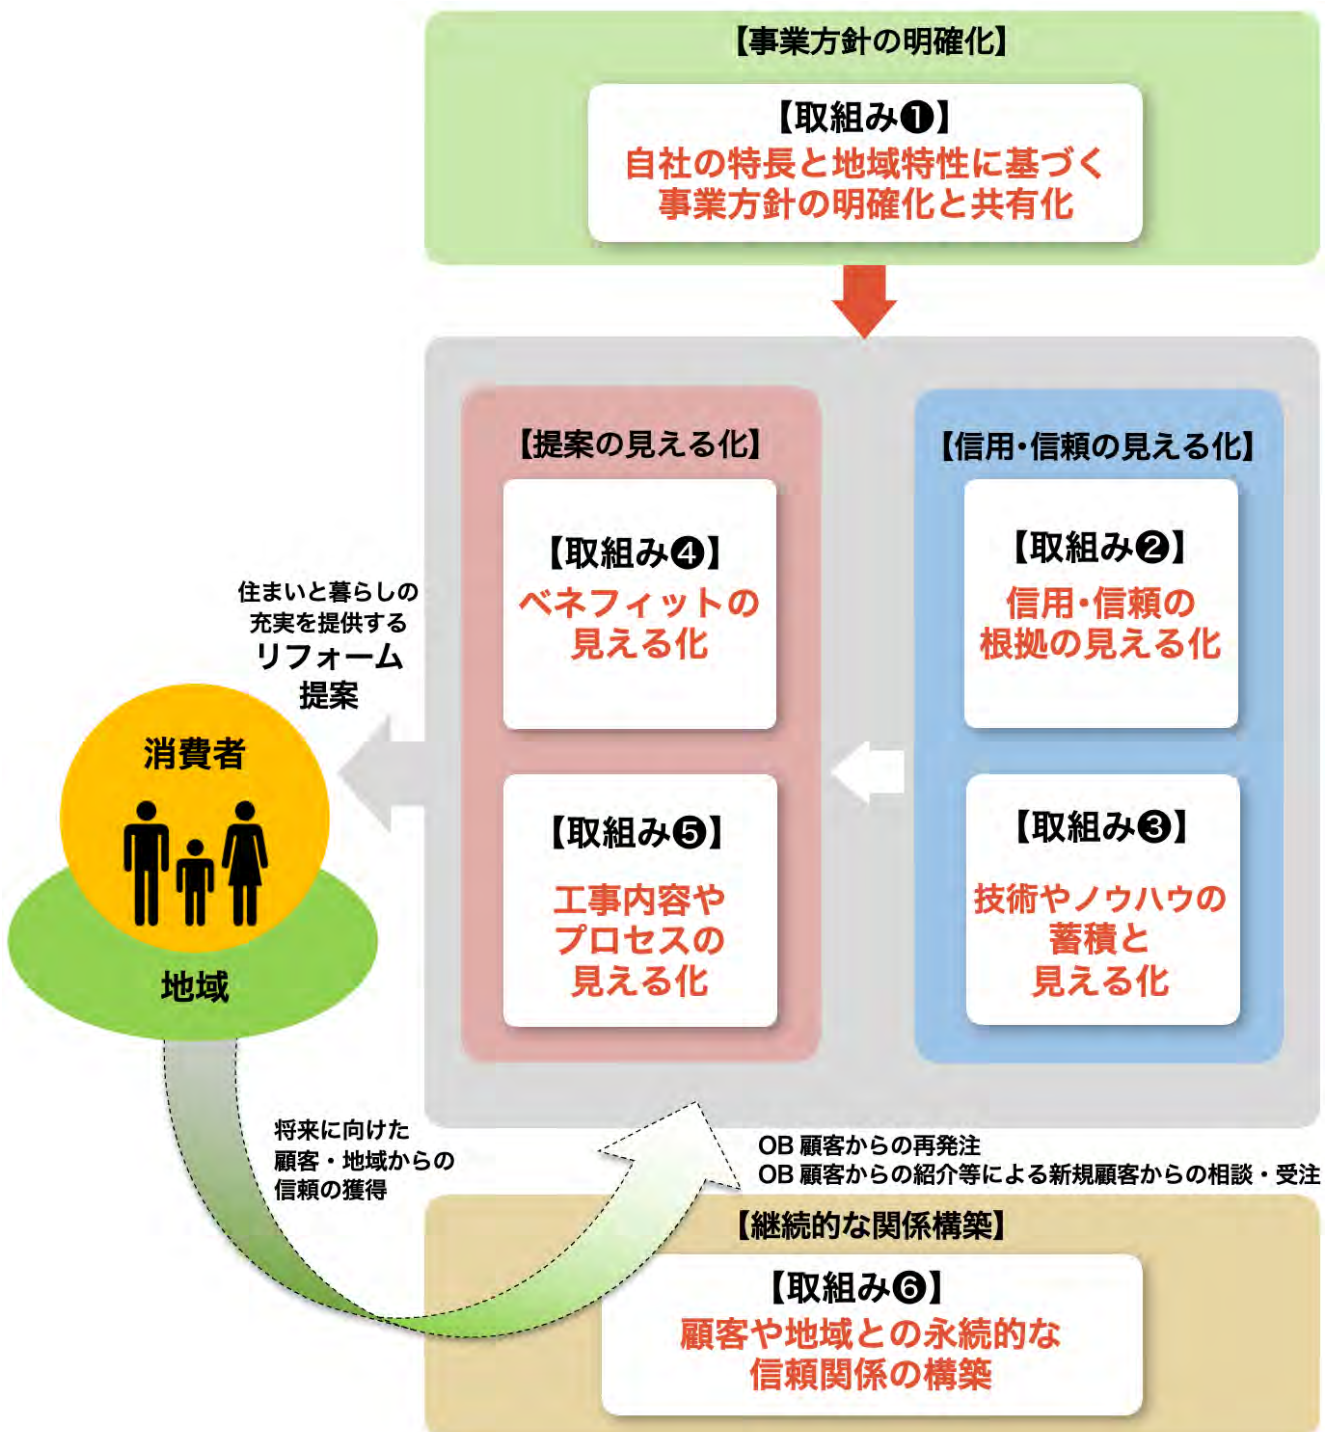 【事業方針の明確化】
【取組み❶】
自社の特長と地域特性に基づく
事業方針の明確化と共有化
【提案の見える化】
【取組み❹】
ベネフィットの
見える化
【取組み❺】
工事内容や
プロセスの
見える化
【信用・信頼の見える化】
【取組み❷】
信用・信頼の
根拠の見える化
【取組み❸】
技術やノウハウの
蓄積と
見える化
住まいと暮らしの
充実を提供する
リフォーム
提案
消費者
地域
将来に向けた
顧客・地域からの
信頼の獲得
OB 顧客からの再発注
OB 顧客からの紹介等による新規顧客からの相談・受注
【継続的な関係構築】
【取組み❻】
顧客や地域との永続的な
信頼関係の構築